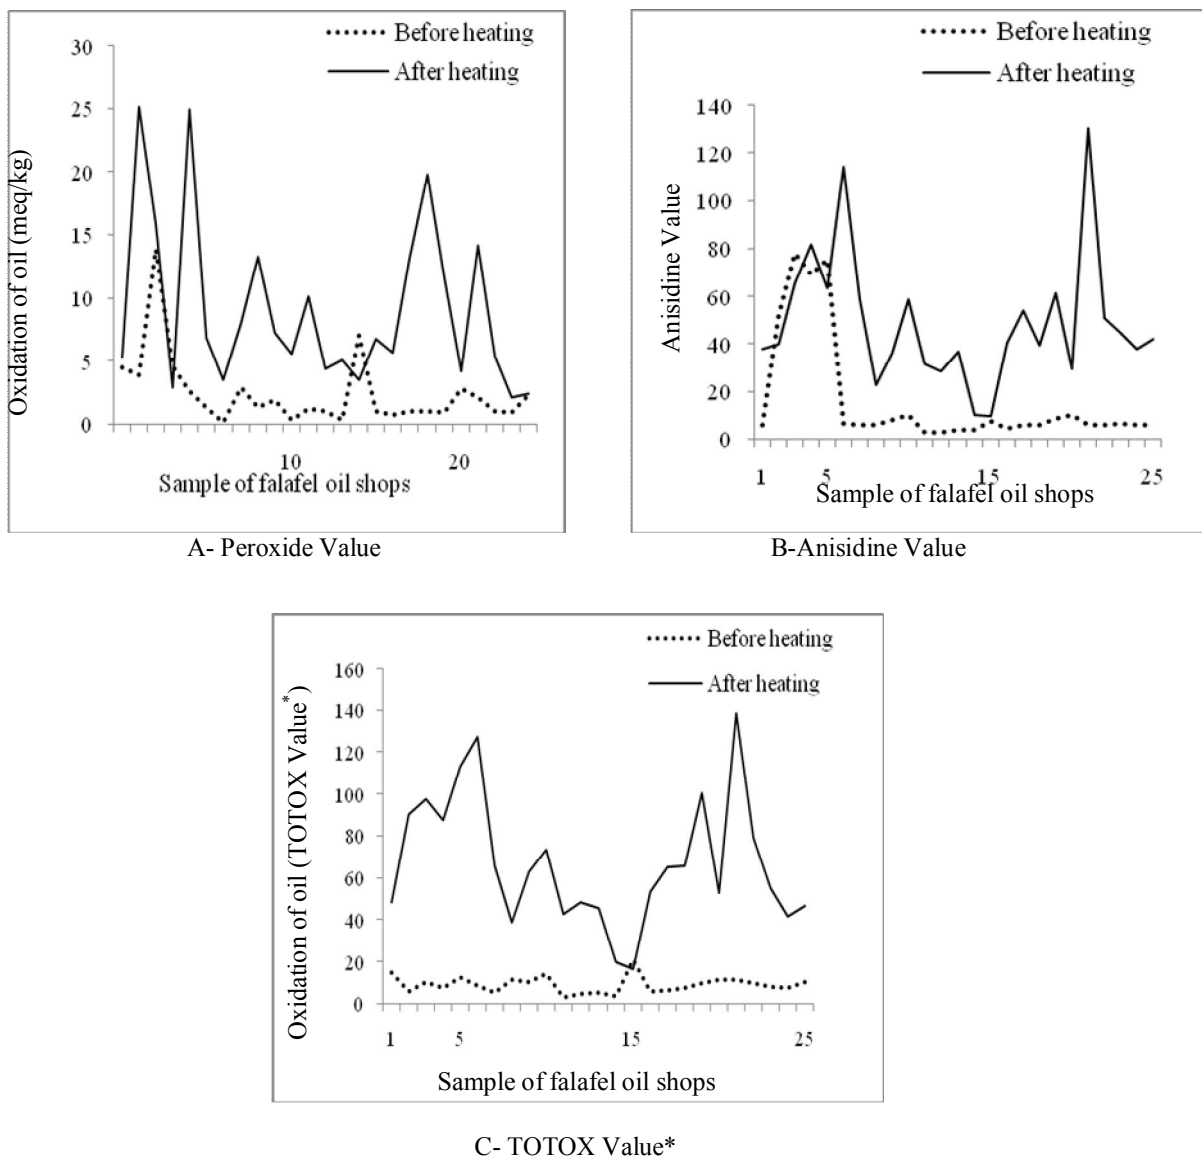 Before heating
After heating
30
25
20
15
10
5
0
Oxidation of oil (meq/kg)
10 20
Sample of falafel oil shops
A- Peroxide Value
Before heating
After heating
140
120
100
80
60
40
20
0
Anisidine Value
1 5 15 25
Sample of falafel oil shops
B-Anisidine Value
Before heating
After heating
160
140
120
100
80
60
40
20
0
Oxidation of oil (TOTOX Value*)
1 5 15 25
Sample of falafel oil shops
C- TOTOX Value*